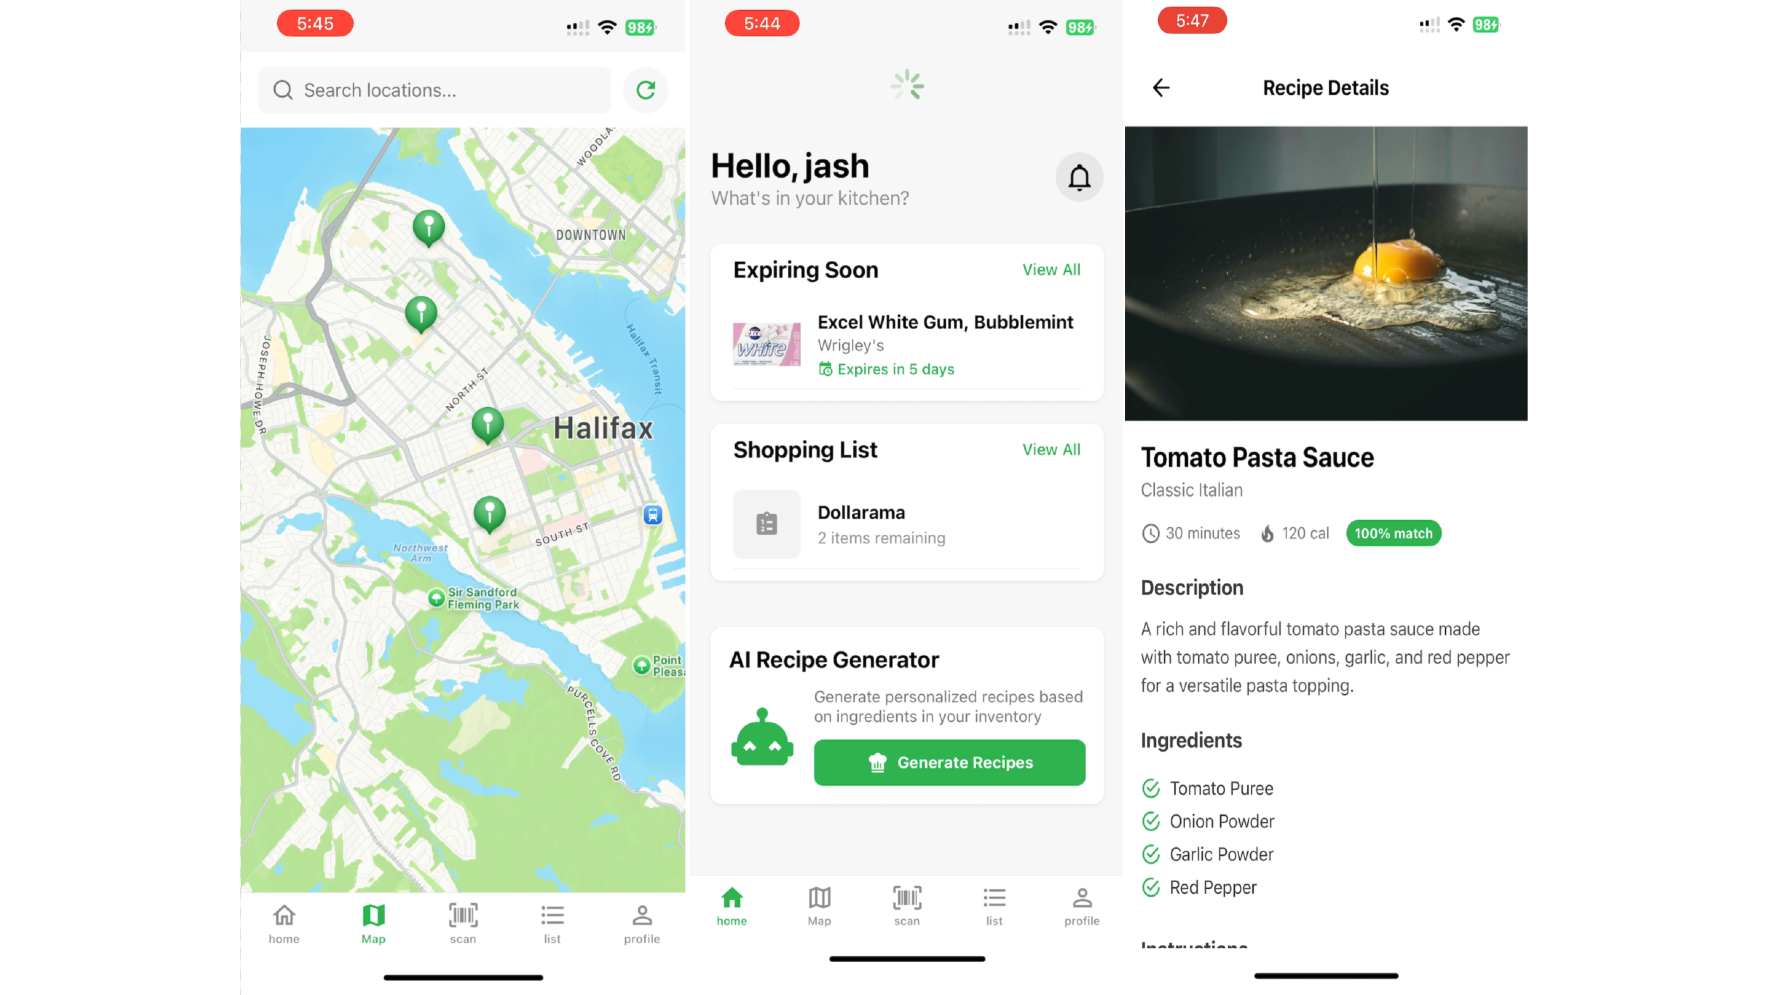 5:45
98
Search locations...
WOODLA
DOWNTOWN
JOSEPH HOWE DR
NORTH ST
Halifax Transit
Halifax
SOUTH ST
Northwest
Arm
Sir Sandford
Fleming Park
Point
Pleas
PURCELLS COVE RD
home
Map
scan
list
profile
5:44
98
Hello, jash
What's in your kitchen?
Expiring Soon
View All
EXCEL
WHITE
Excel White Gum, Bubblemint
Wrigley's
Expires in 5 days
Shopping List
View All
Dollarama
2 items remaining
AI Recipe Generator
Generate personalized recipes based
on ingredients in your inventory
Generate Recipes
home
Map
scan
list
profile
5:47
98
Recipe Details
Tomato Pasta Sauce
Classic Italian
30 minutes
120 cal
100% match
Description
A rich and flavorful tomato pasta sauce made
with tomato puree, onions, garlic, and red pepper
for a versatile pasta topping.
Ingredients
Tomato Puree
Onion Powder
Garlic Powder
Red Pepper
Instructions